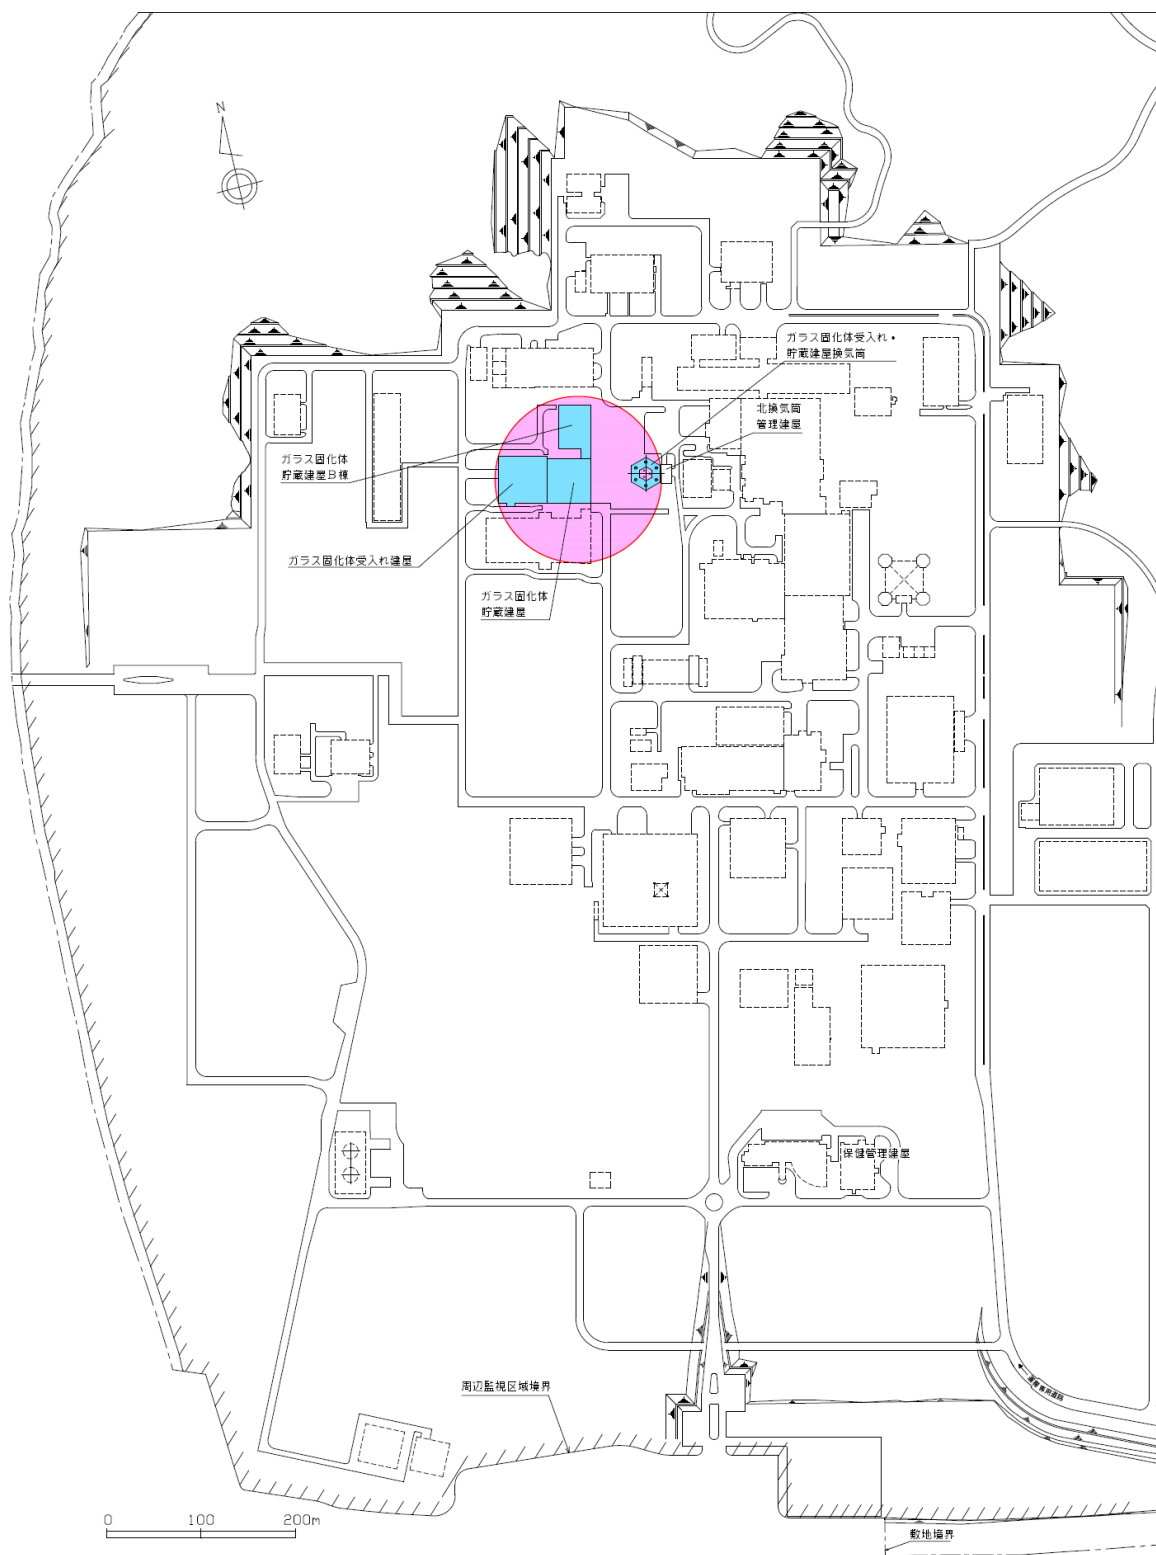 N
ガラス固化体受入れ・
貯蔵建屋換気筒
北換気筒
管理建屋
ガラス固化体
貯蔵建屋B棟
ガラス固化体受入れ建屋
ガラス固化体
貯蔵建屋
保健管理建屋
周辺監視区域境界
0 100 200m
敷地境界